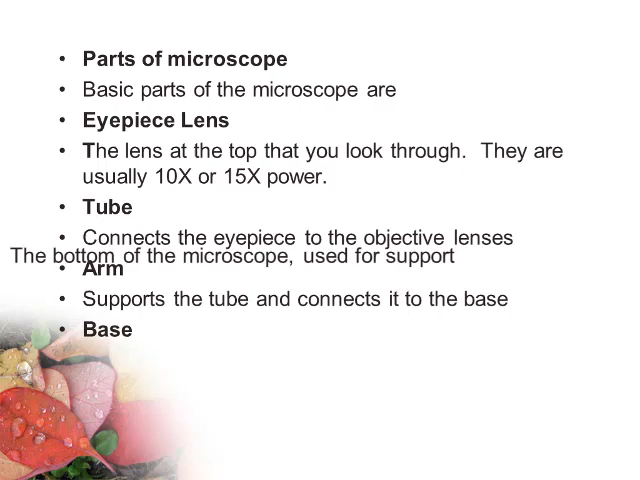 • Parts of microscope
• Basic parts of the microscope are
• Eyepiece Lens
• The lens at the top that you look through.  They are
usually 10X or 15X power.
• Tube
• Connects the eyepiece to the objective lenses
The bottom of the microscope, used for support
• Arm
• Supports the tube and connects it to the base
• Base